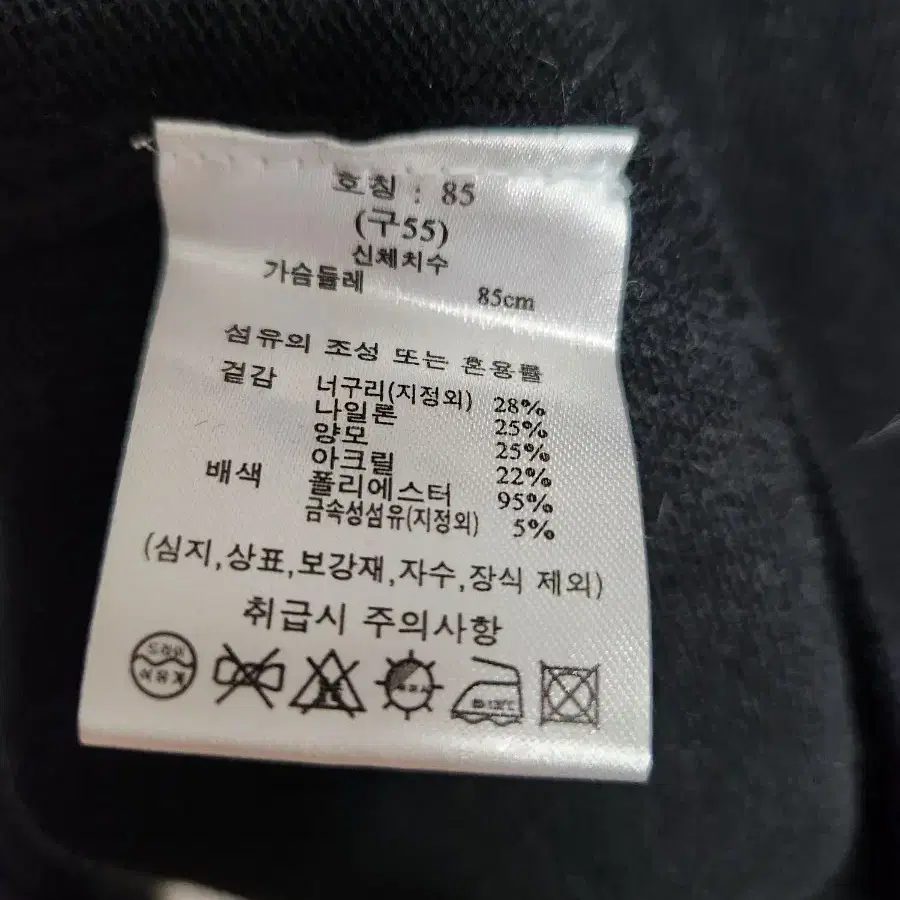 호칭 : 85
(구55)
신체치수
가슴둘레 85cm
섬유의 조성 또는 혼용률
겉감 너구리(지정외) 28%
나일론 25%
양모 25%
아크릴 22%
배색 폴리에스터 95%
금속성섬유(지정외) 5%
(심지,상표,보강재,자수,장식 제외)
취급시 주의사항